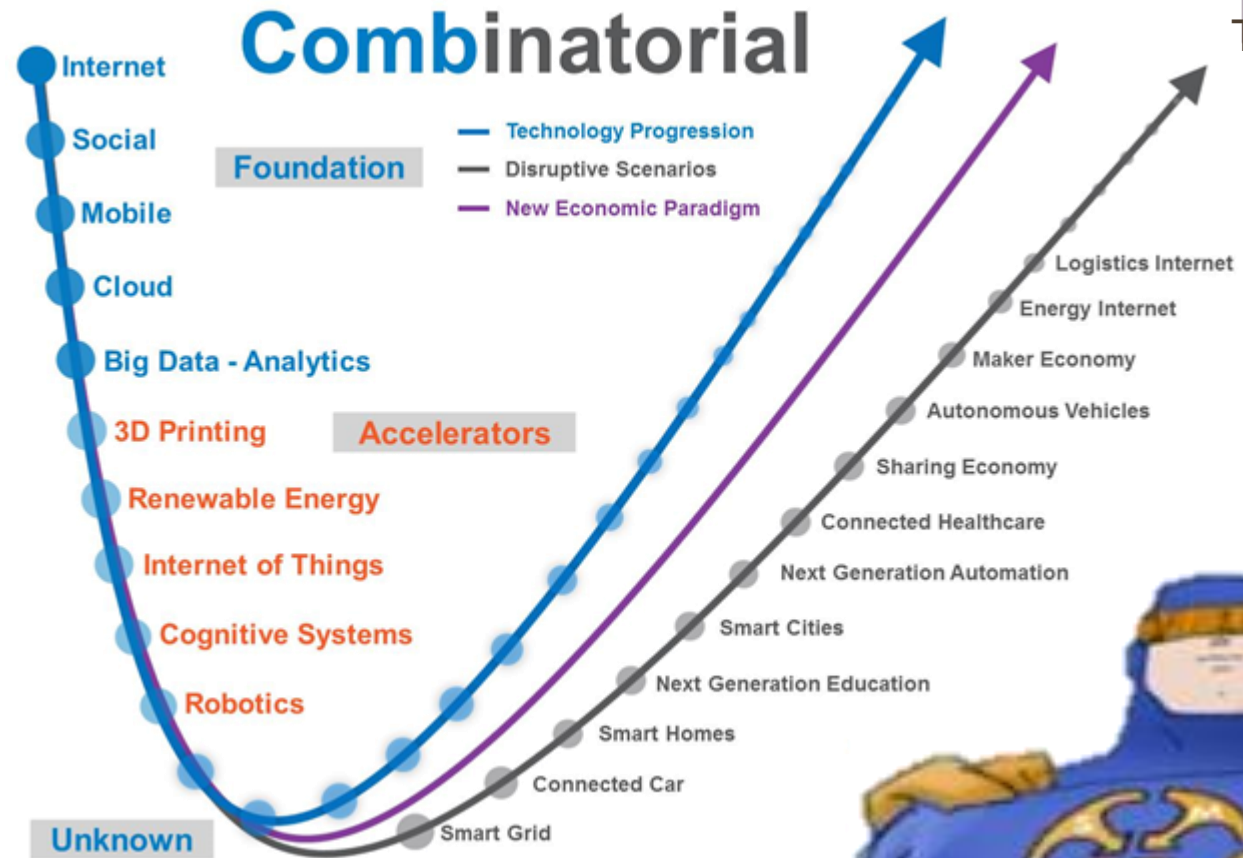 Combinatorial
Internet
Social
Mobile
Cloud
Big Data - Analytics
3D Printing
Renewable Energy
Internet of Things
Cognitive Systems
Robotics
Foundation
Accelerators
Unknown
Technology Progression
Disruptive Scenarios
New Economic Paradigm
Logistics Internet
Energy Internet
Maker Economy
Autonomous Vehicles
Sharing Economy
Connected Healthcare
Next Generation Automation
Smart Cities
Next Generation Education
Smart Homes
Connected Car
Smart Grid